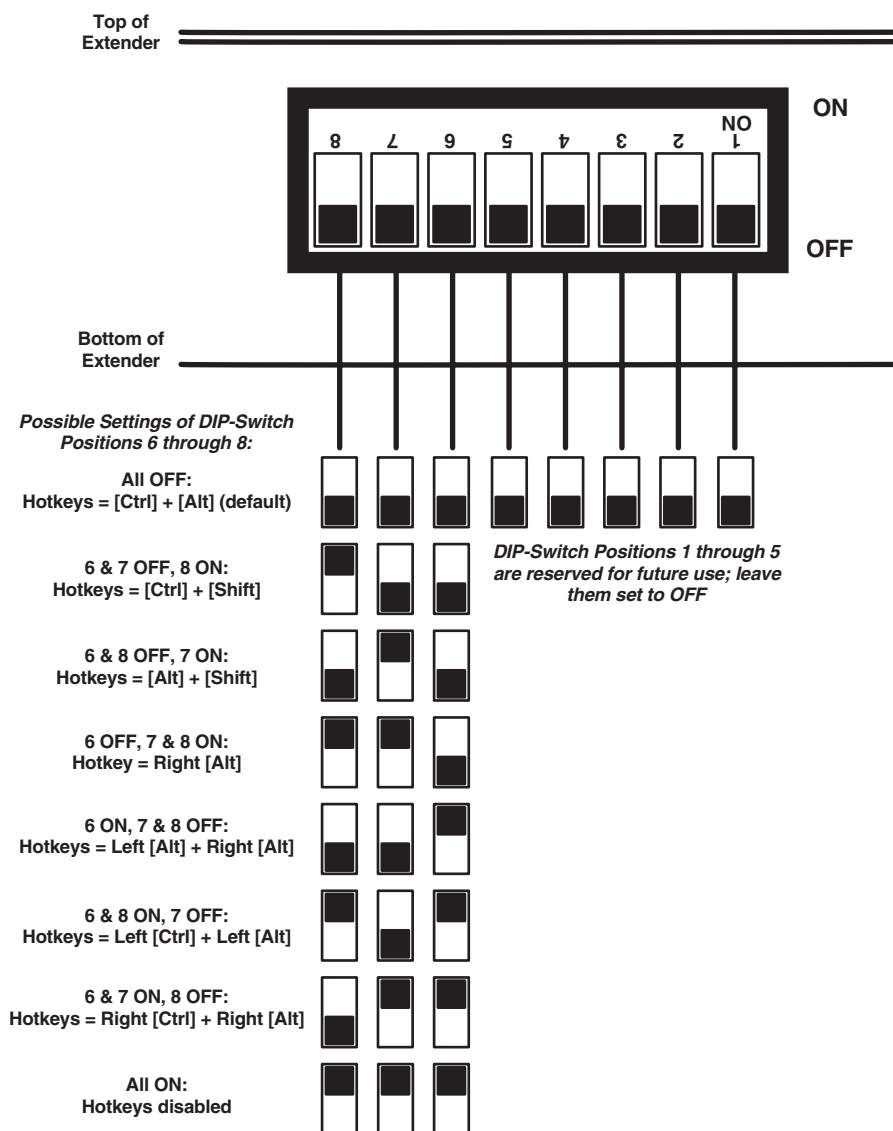 Top of
Extender
ON
ON
8 7 6 5 4 3 2 1
OFF
Bottom of
Extender
Possible Settings of DIP-Switch
Positions 6 through 8:
All OFF:
Hotkeys = [Ctrl] + [Alt] (default)
DIP-Switch Positions 1 through 5
are reserved for future use; leave
them set to OFF
6 & 7 OFF, 8 ON:
Hotkeys = [Ctrl] + [Shift]
6 & 8 OFF, 7 ON:
Hotkeys = [Alt] + [Shift]
6 OFF, 7 & 8 ON:
Hotkey = Right [Alt]
6 ON, 7 & 8 OFF:
Hotkeys = Left [Alt] + Right [Alt]
6 & 8 ON, 7 OFF:
Hotkeys = Left [Ctrl] + Left [Alt]
6 & 7 ON, 8 OFF:
Hotkeys = Right [Ctrl] + Right [Alt]
All ON:
Hotkeys disabled